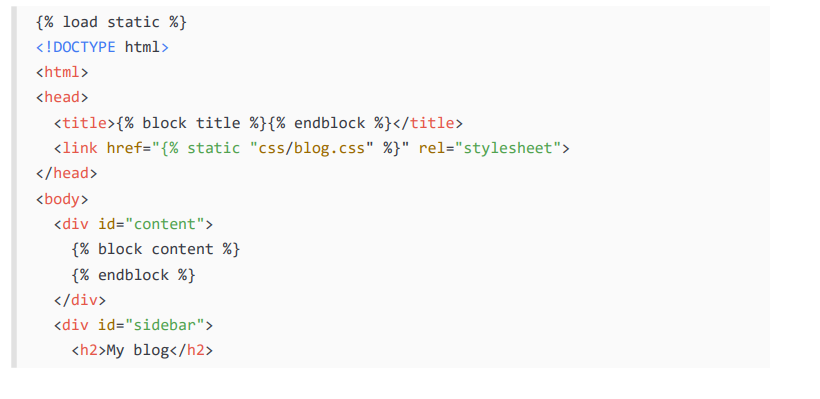 {% load static %}
<!DOCTYPE html>
<html>
<head>
<title>{% block title %}{% endblock %}</title>
<link href="{% static "css/blog.css" %}" rel="stylesheet">
</head>
<body>
<div id="content">
{% block content %}
{% endblock %}
</div>
<div id="sidebar">
<h2>My blog</h2>